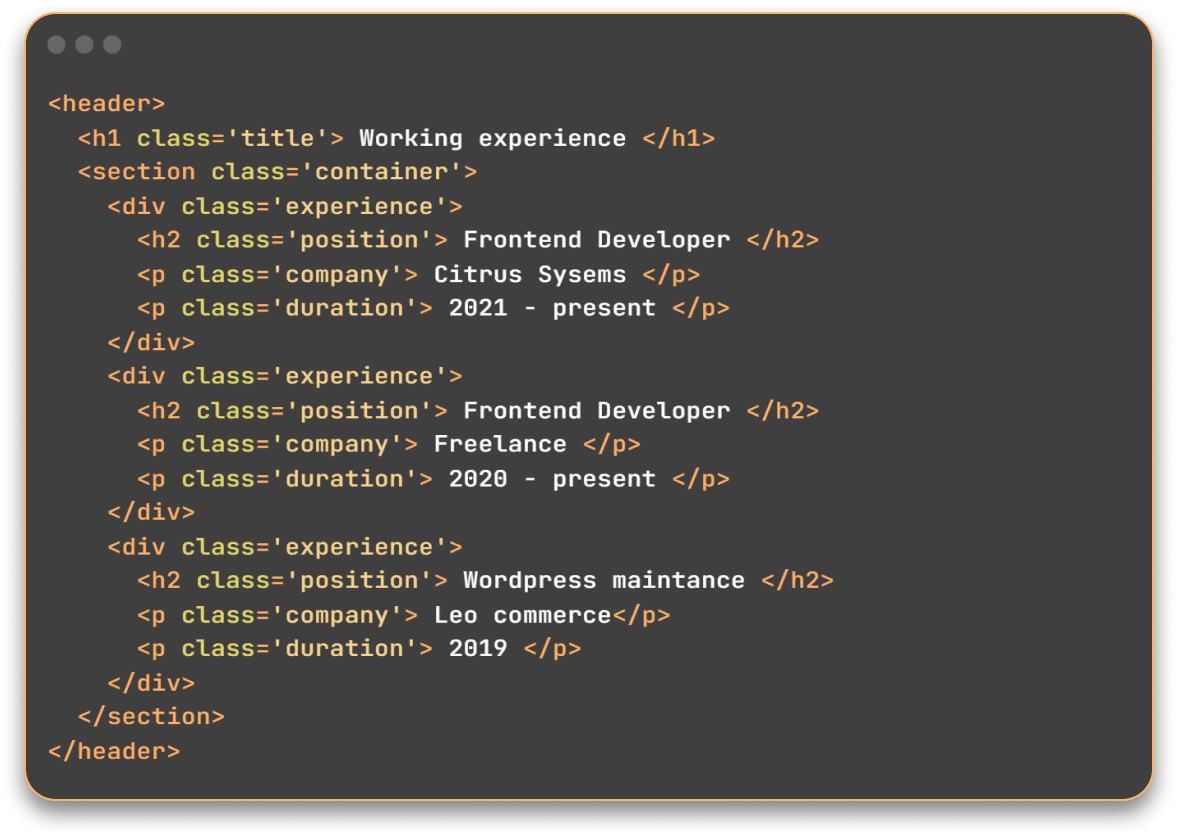 <header>
<h1 class='title'> Working experience </h1>
<section class='container'>
<div class='experience'>
<h2 class='position'> Frontend Developer </h2>
<p class='company'> Citrus Sysems </p>
<p class='duration'> 2021 - present </p>
</div>
<div class='experience'>
<h2 class='position'> Frontend Developer </h2>
<p class='company'> Freelance </p>
<p class='duration'> 2020 - present </p>
</div>
<div class='experience'>
<h2 class='position'> Wordpress maintance </h2>
<p class='company'> Leo commerce</p>
<p class='duration'> 2019 </p>
</div>
</section>
</header>